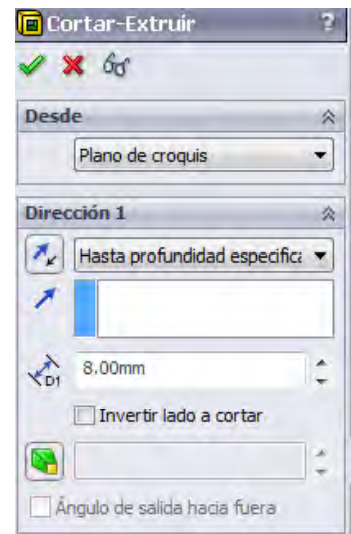 Cortar-Extruir ?
Desde
Plano de croquis
Dirección 1
Hasta profundidad especifica
D1 8.00mm
Invertir lado a cortar
Ángulo de salida hacia fuera